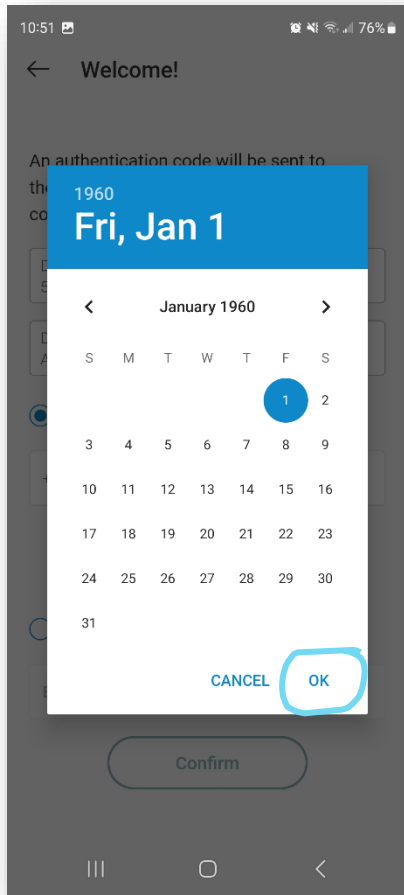 10:51 76%
Welcome!
An authentication code will be sent to
th
co
1960
Fri, Jan 1
January 1960
S M T W T F S
1 2
3 4 5 6 7 8 9
10 11 12 13 14 15 16
17 18 19 20 21 22 23
24 25 26 27 28 29 30
31
CANCEL OK
Confirm